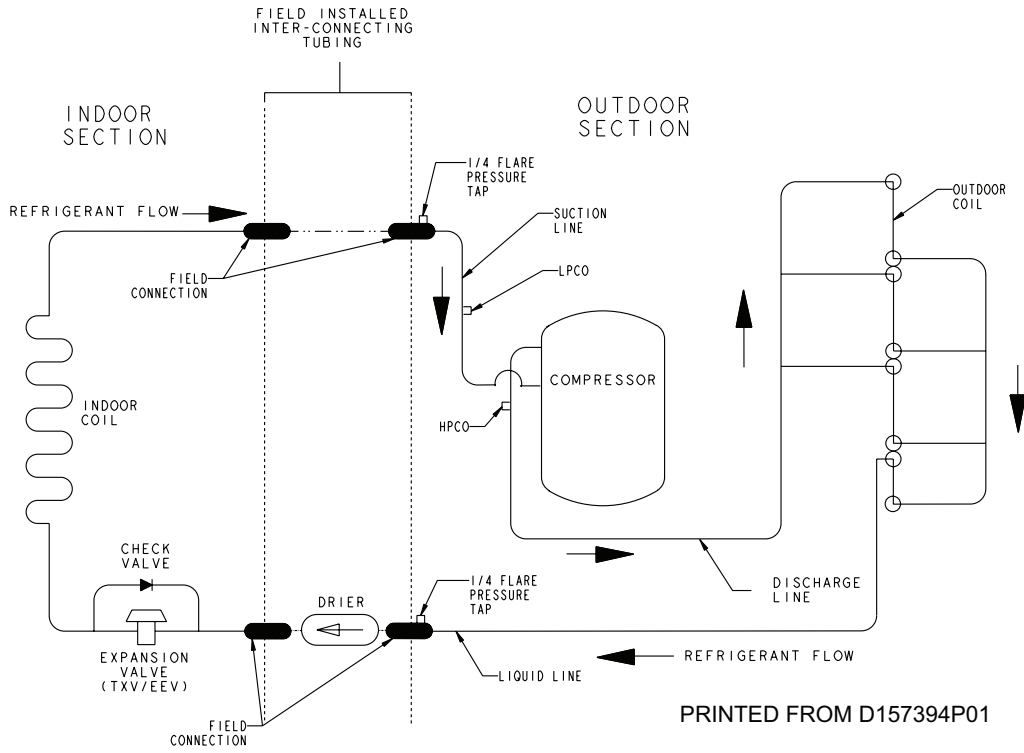 FIELD INSTALLED
INTER-CONNECTING
TUBING
INDOOR
SECTION
OUTDOOR
SECTION
1/4 FLARE
PRESSURE
TAP
OUTDOOR
COIL
REFRIGERANT FLOW
SUCTION
LINE
FIELD
CONNECTION
LPCO
COMPRESSOR
INDOOR
COIL
HPCO
CHECK
VALVE
DRIER
1/4 FLARE
PRESSURE
TAP
DISCHARGE
LINE
EXPANSION
VALVE
(TXV/EEV)
LIQUID LINE
REFRIGERANT FLOW
FIELD
CONNECTION
PRINTED FROM D157394P01